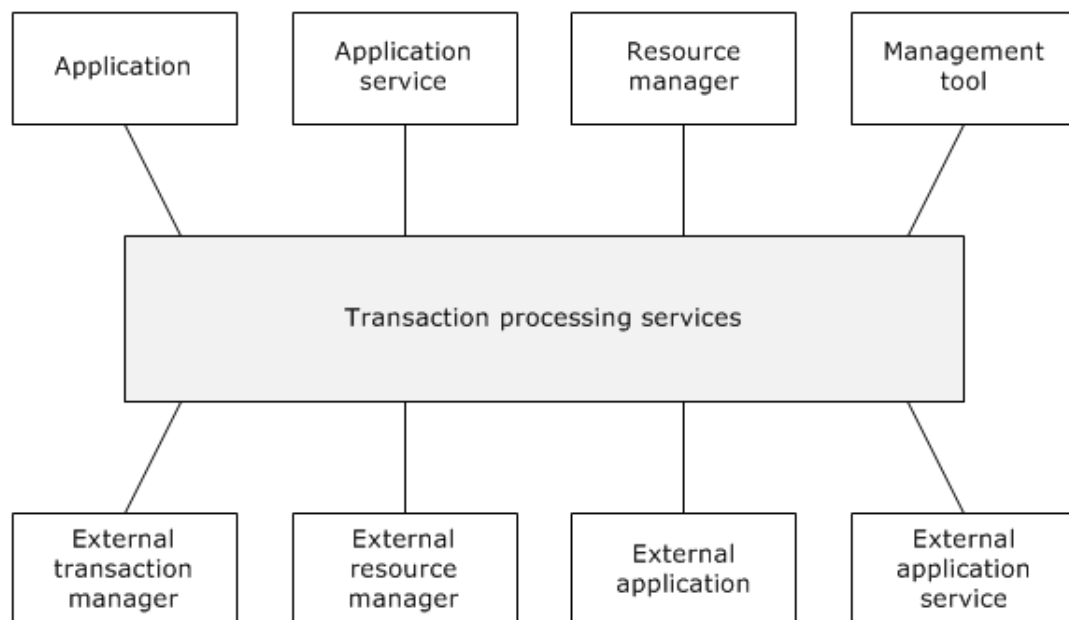 Application
Application
service
Resource
manager
Management
tool
Transaction processing services
External
transaction
manager
External
resource
manager
External
application
External
application
service